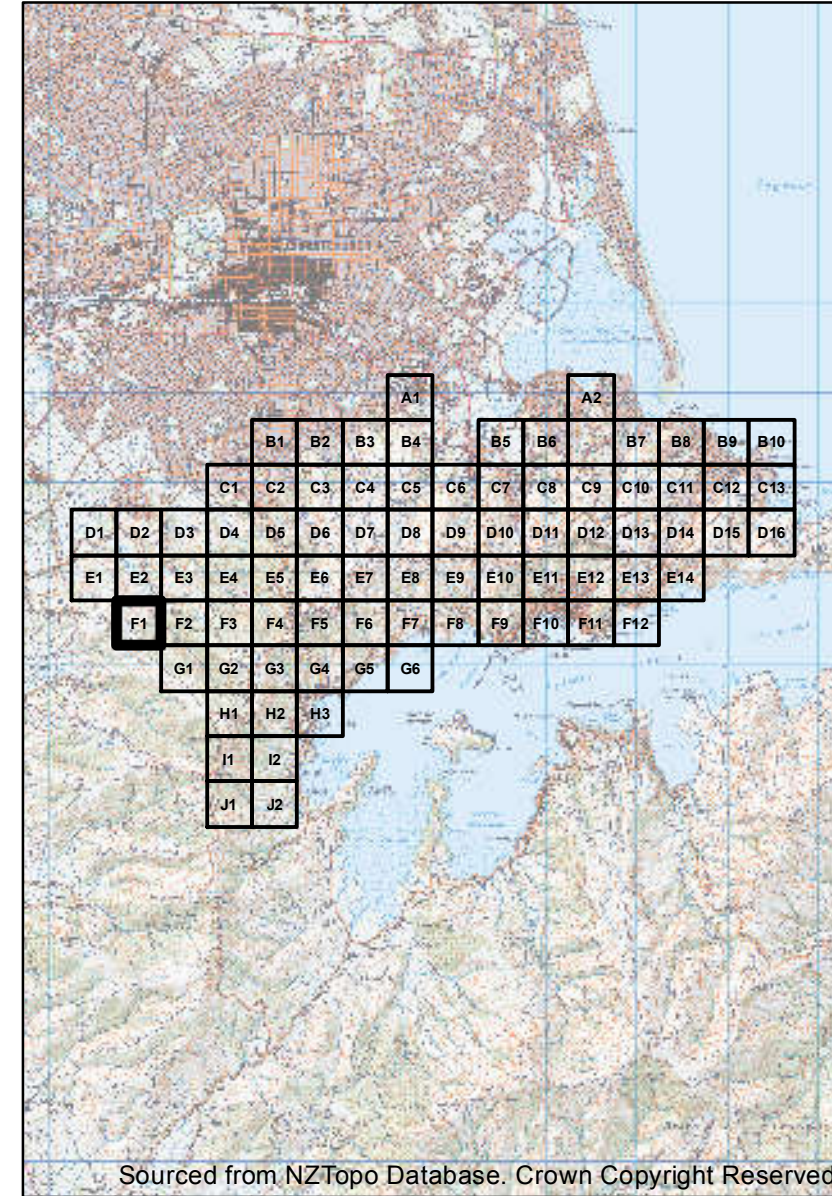 A1 A2
B1 B2 B3 B4 B5 B6 B7 B8 B9 B10
C1 C2 C3 C4 C5 C6 C7 C8 C9 C10 C11 C12 C13
D1 D2 D3 D4 D5 D6 D7 D8 D9 D10 D11 D12 D13 D14 D15 D16
E1 E2 E3 E4 E5 E6 E7 E8 E9 E10 E11 E12 E13 E14
F1 F2 F3 F4 F5 F6 F7 F8 F9 F10 F11 F12
G1 G2 G3 G4 G5 G6
H1 H2 H3
I1 I2
J1 J2
Sourced from NZTopo Database. Crown Copyright Reserved